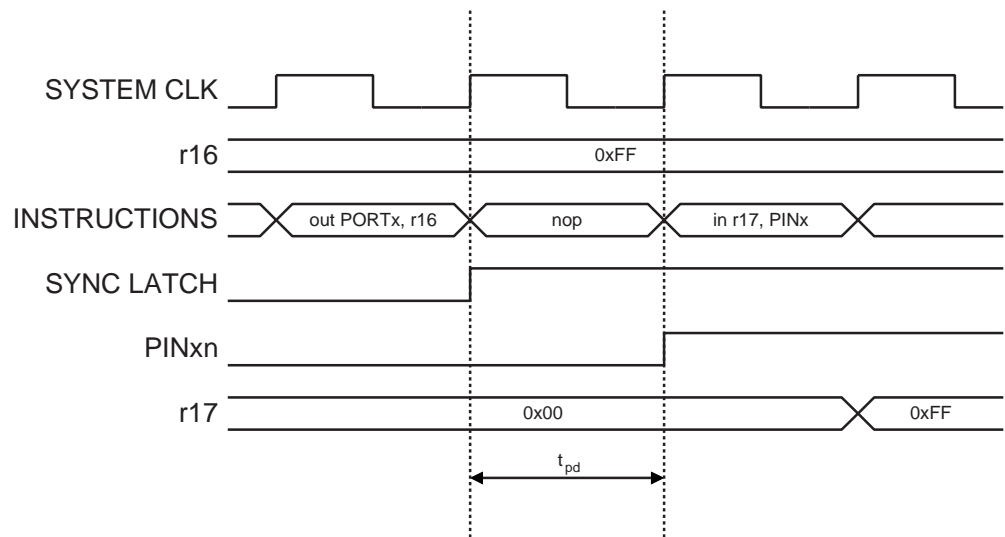 SYSTEM CLK
r16
0xFF
INSTRUCTIONS
out PORTx, r16
nop
in r17, PINx
SYNC LATCH
PINxn
r17
0x00
0xFF
tpd